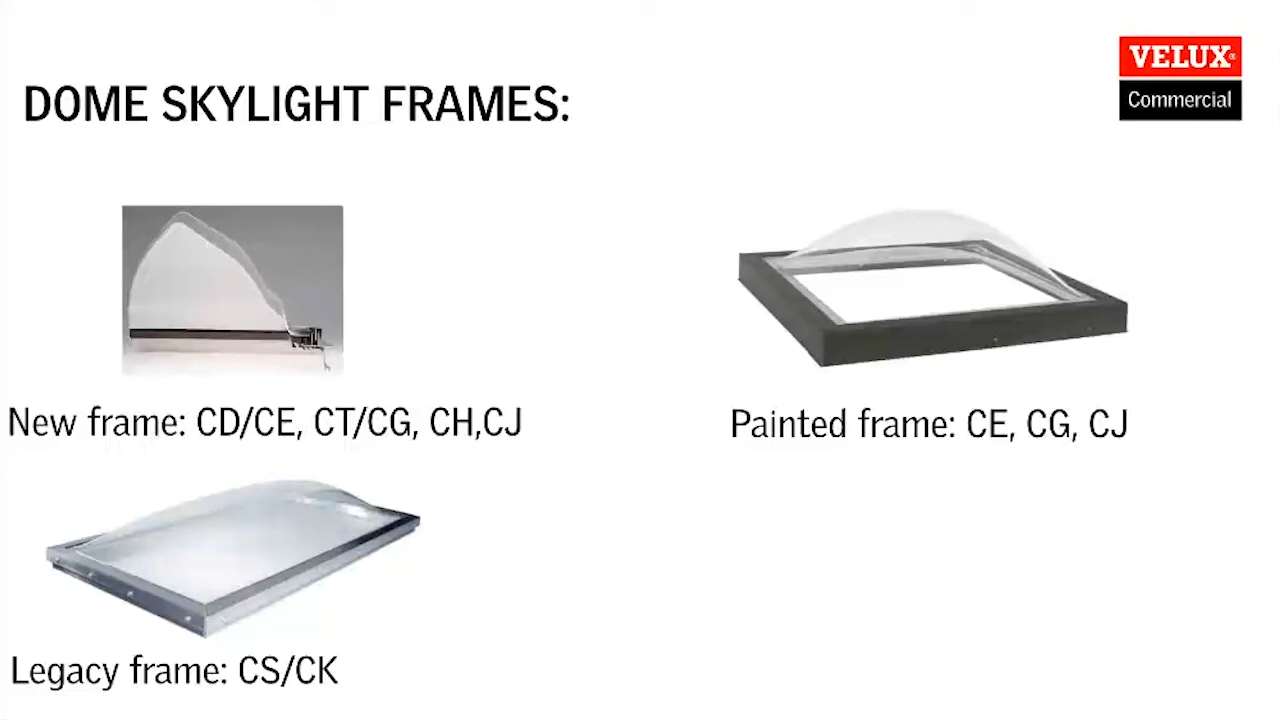 VELUX®
Commercial
DOME SKYLIGHT FRAMES:
New frame: CD/CE, CT/CG, CH,CJ
Painted frame: CE, CG, CJ
Legacy frame: CS/CK